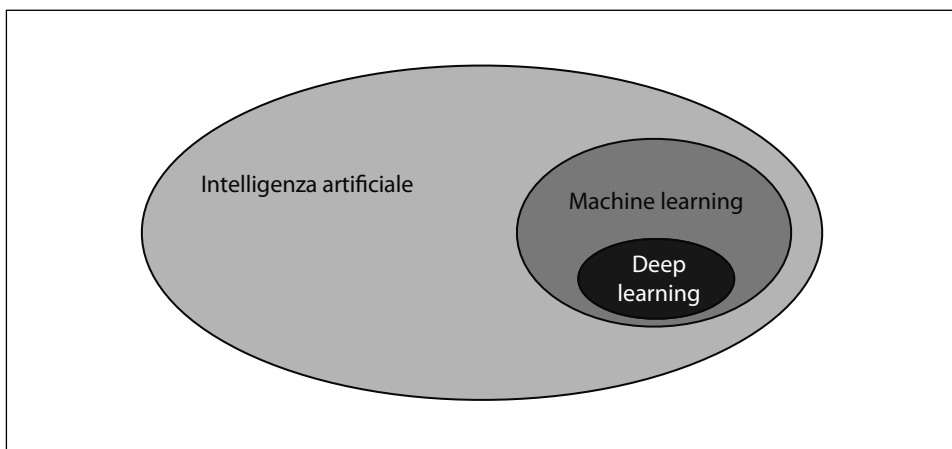 Intelligenza artificiale
Machine learning
Deep
learning